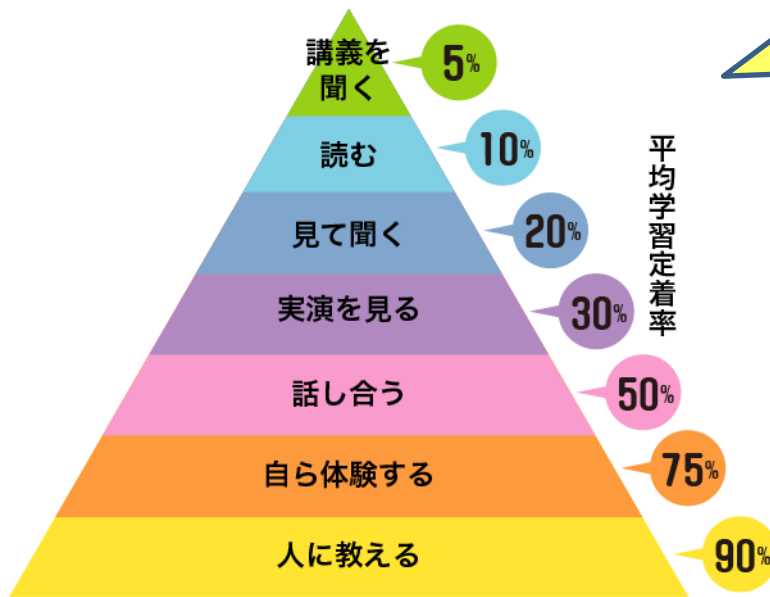 講義を
聞く
5%
読む
10%
見て聞く
20%
実演を見る
30%
話し合う
50%
自ら体験する
75%
人に教える
90%
平均学習定着率